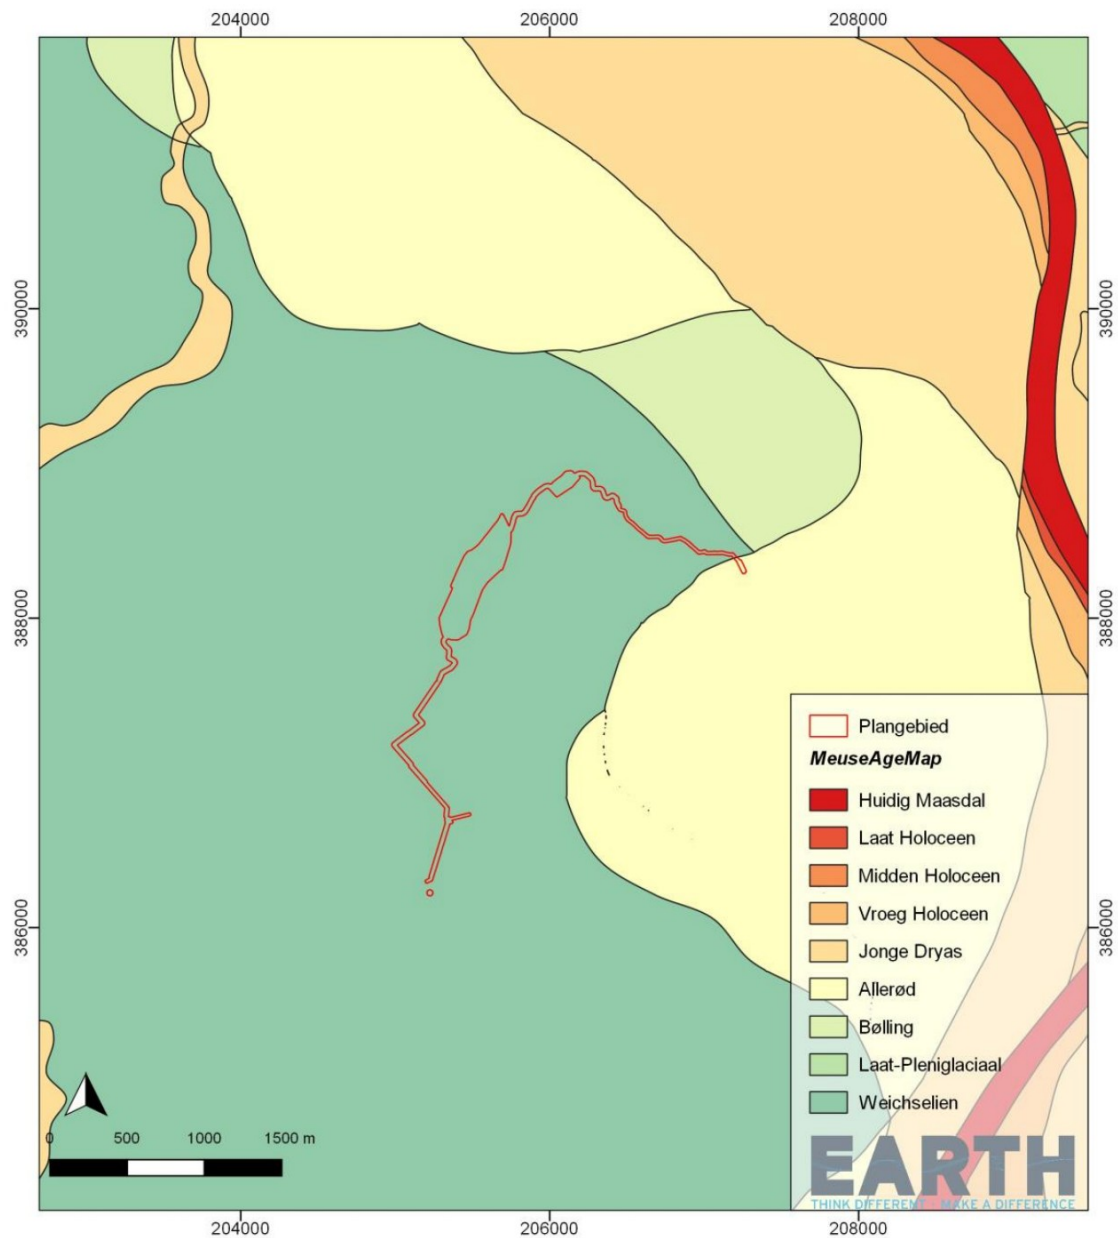 204000
206000
208000
390000
390000
388000
388000
386000
386000
Plangebied
MeuseAgeMap
Huidig Maasdal
Laat Holoceen
Midden Holoceen
Vroeg Holoceen
Jonge Dryas
Allerød
Bølling
Laat-Pleniglaciaal
Weichselien
0 500 1000 1500 m
EARTH
THINK DIFFERENT - MAKE A DIFFERENCE
204000
206000
208000